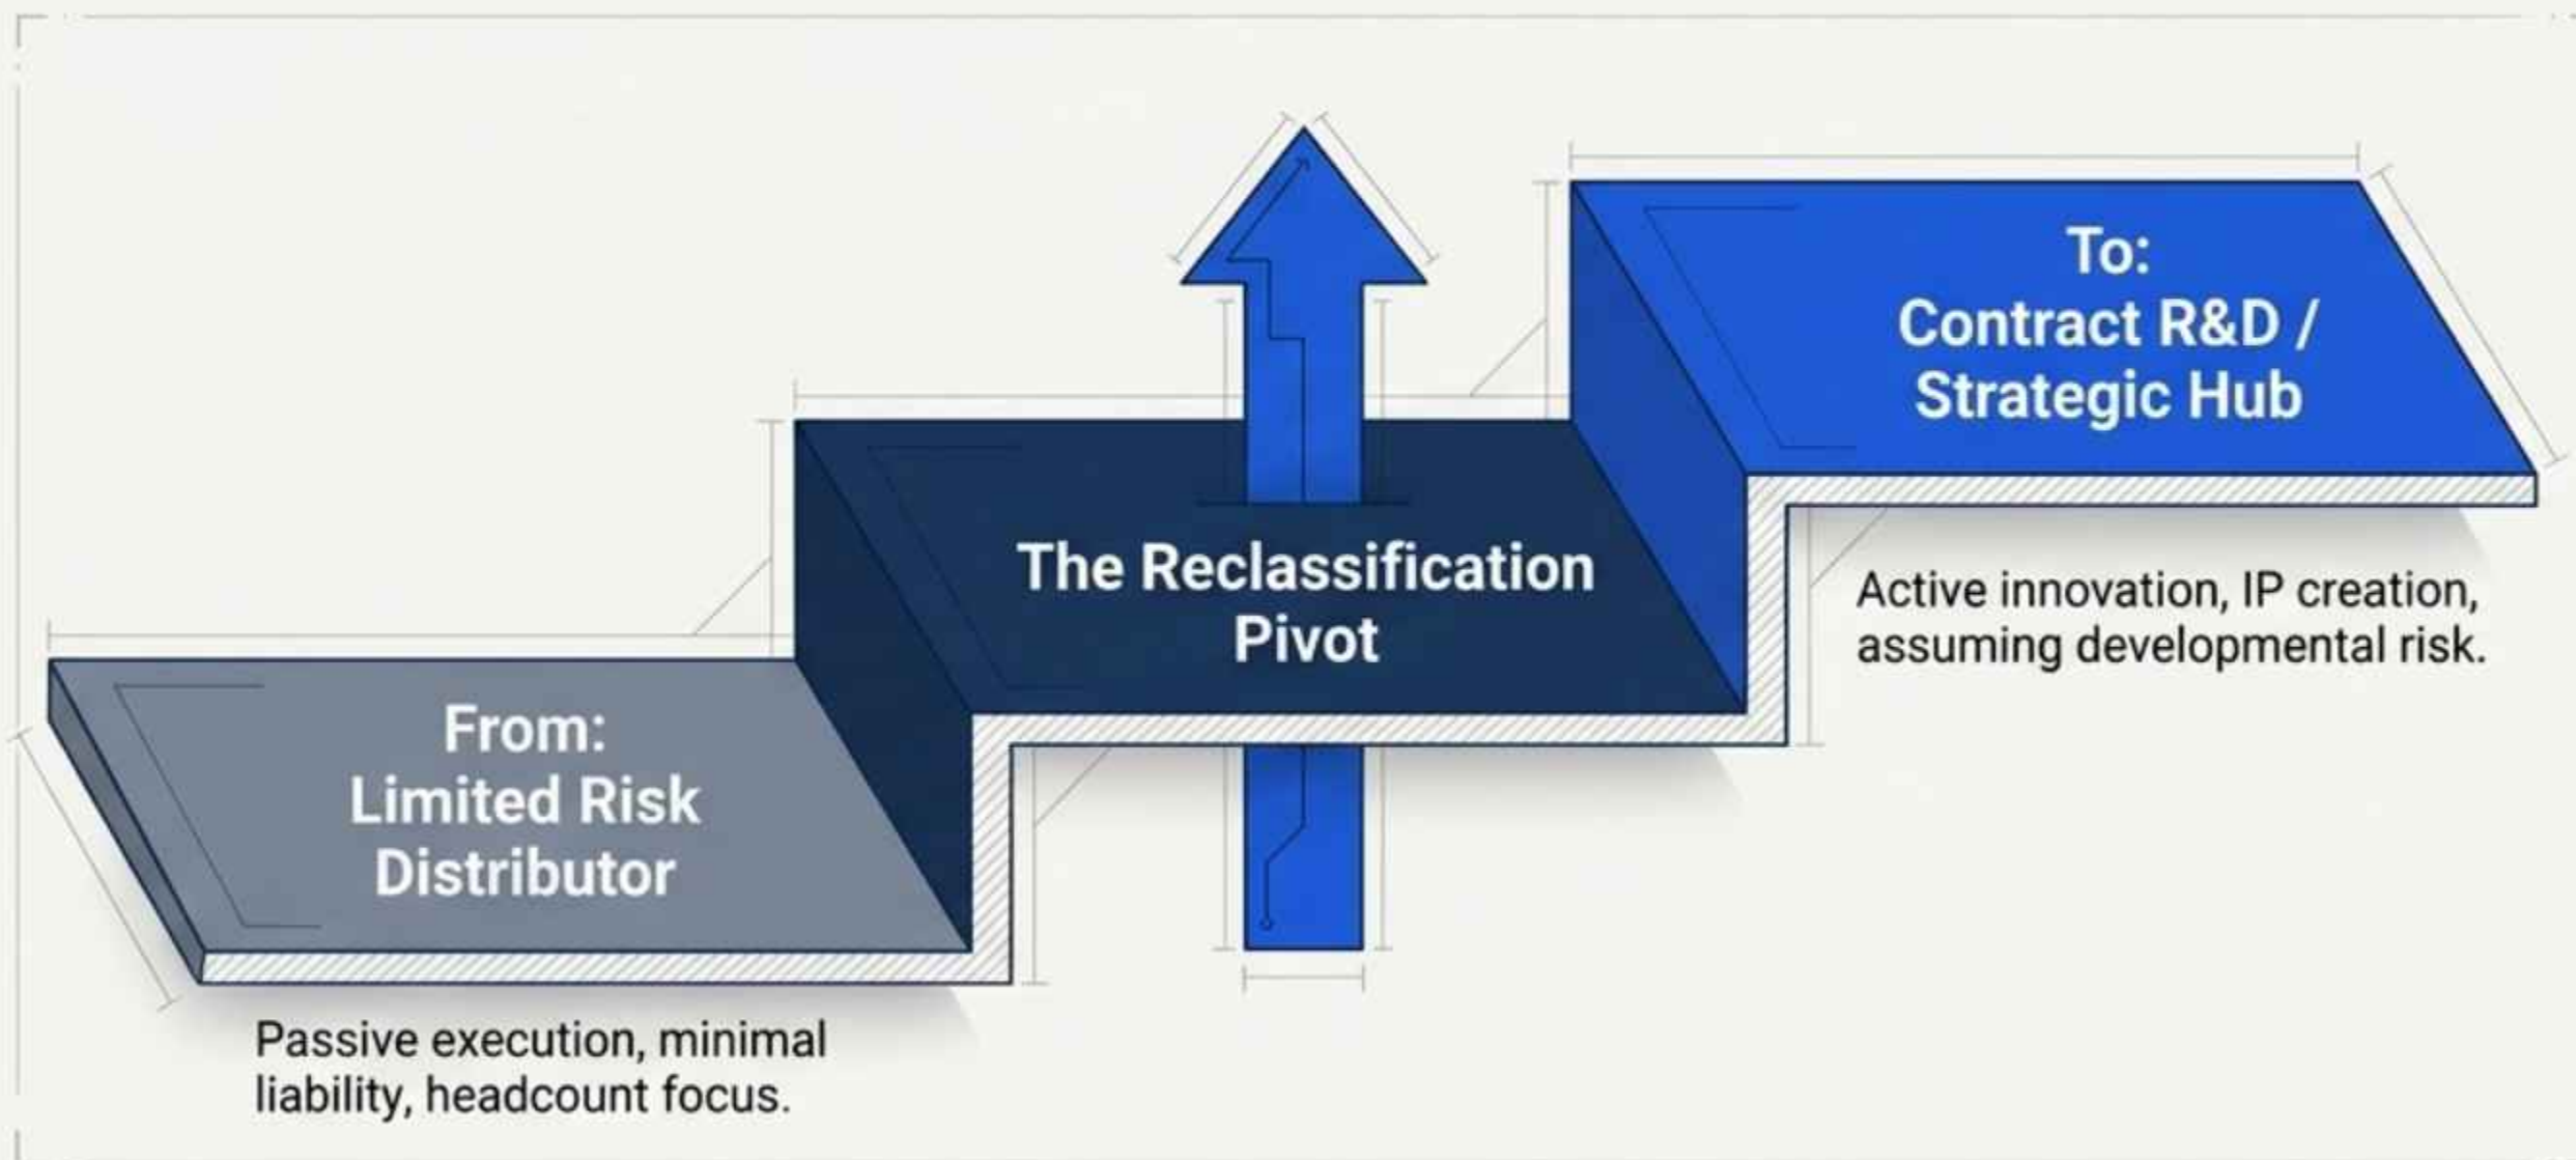 To:
Contract R&D /
Strategic Hub
The Reclassification
Pivot
Active innovation, IP creation,
assuming developmental risk.
From:
Limited Risk
Distributor
Passive execution, minimal
liability, headcount focus.